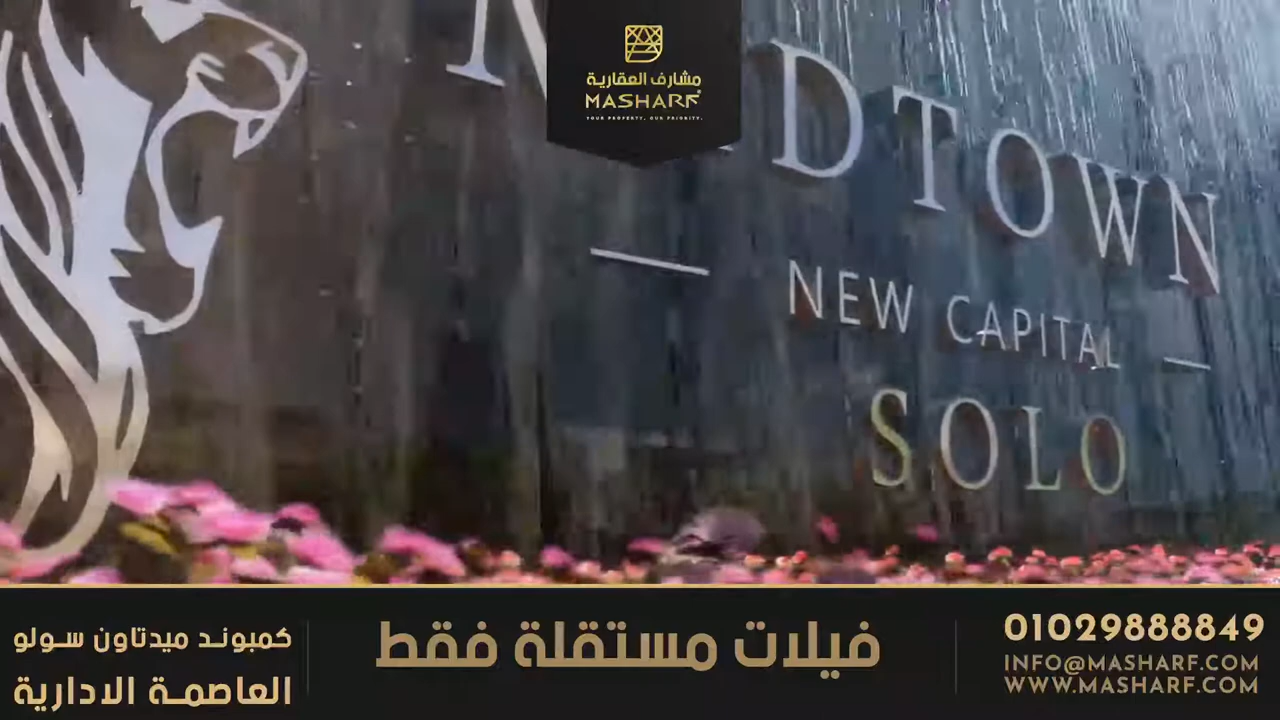 مشارف العقارية
MASHARF
YOUR PROPERTY, OUR PRIORITY.
DTOWN
NEW CAPITAL
SOLO
كمبوند ميدتاون سولو
العاصمة الادارية
فيلات مستقلة فقط
01029888849
INFO@MASHARF.COM
WWW.MASHARF.COM